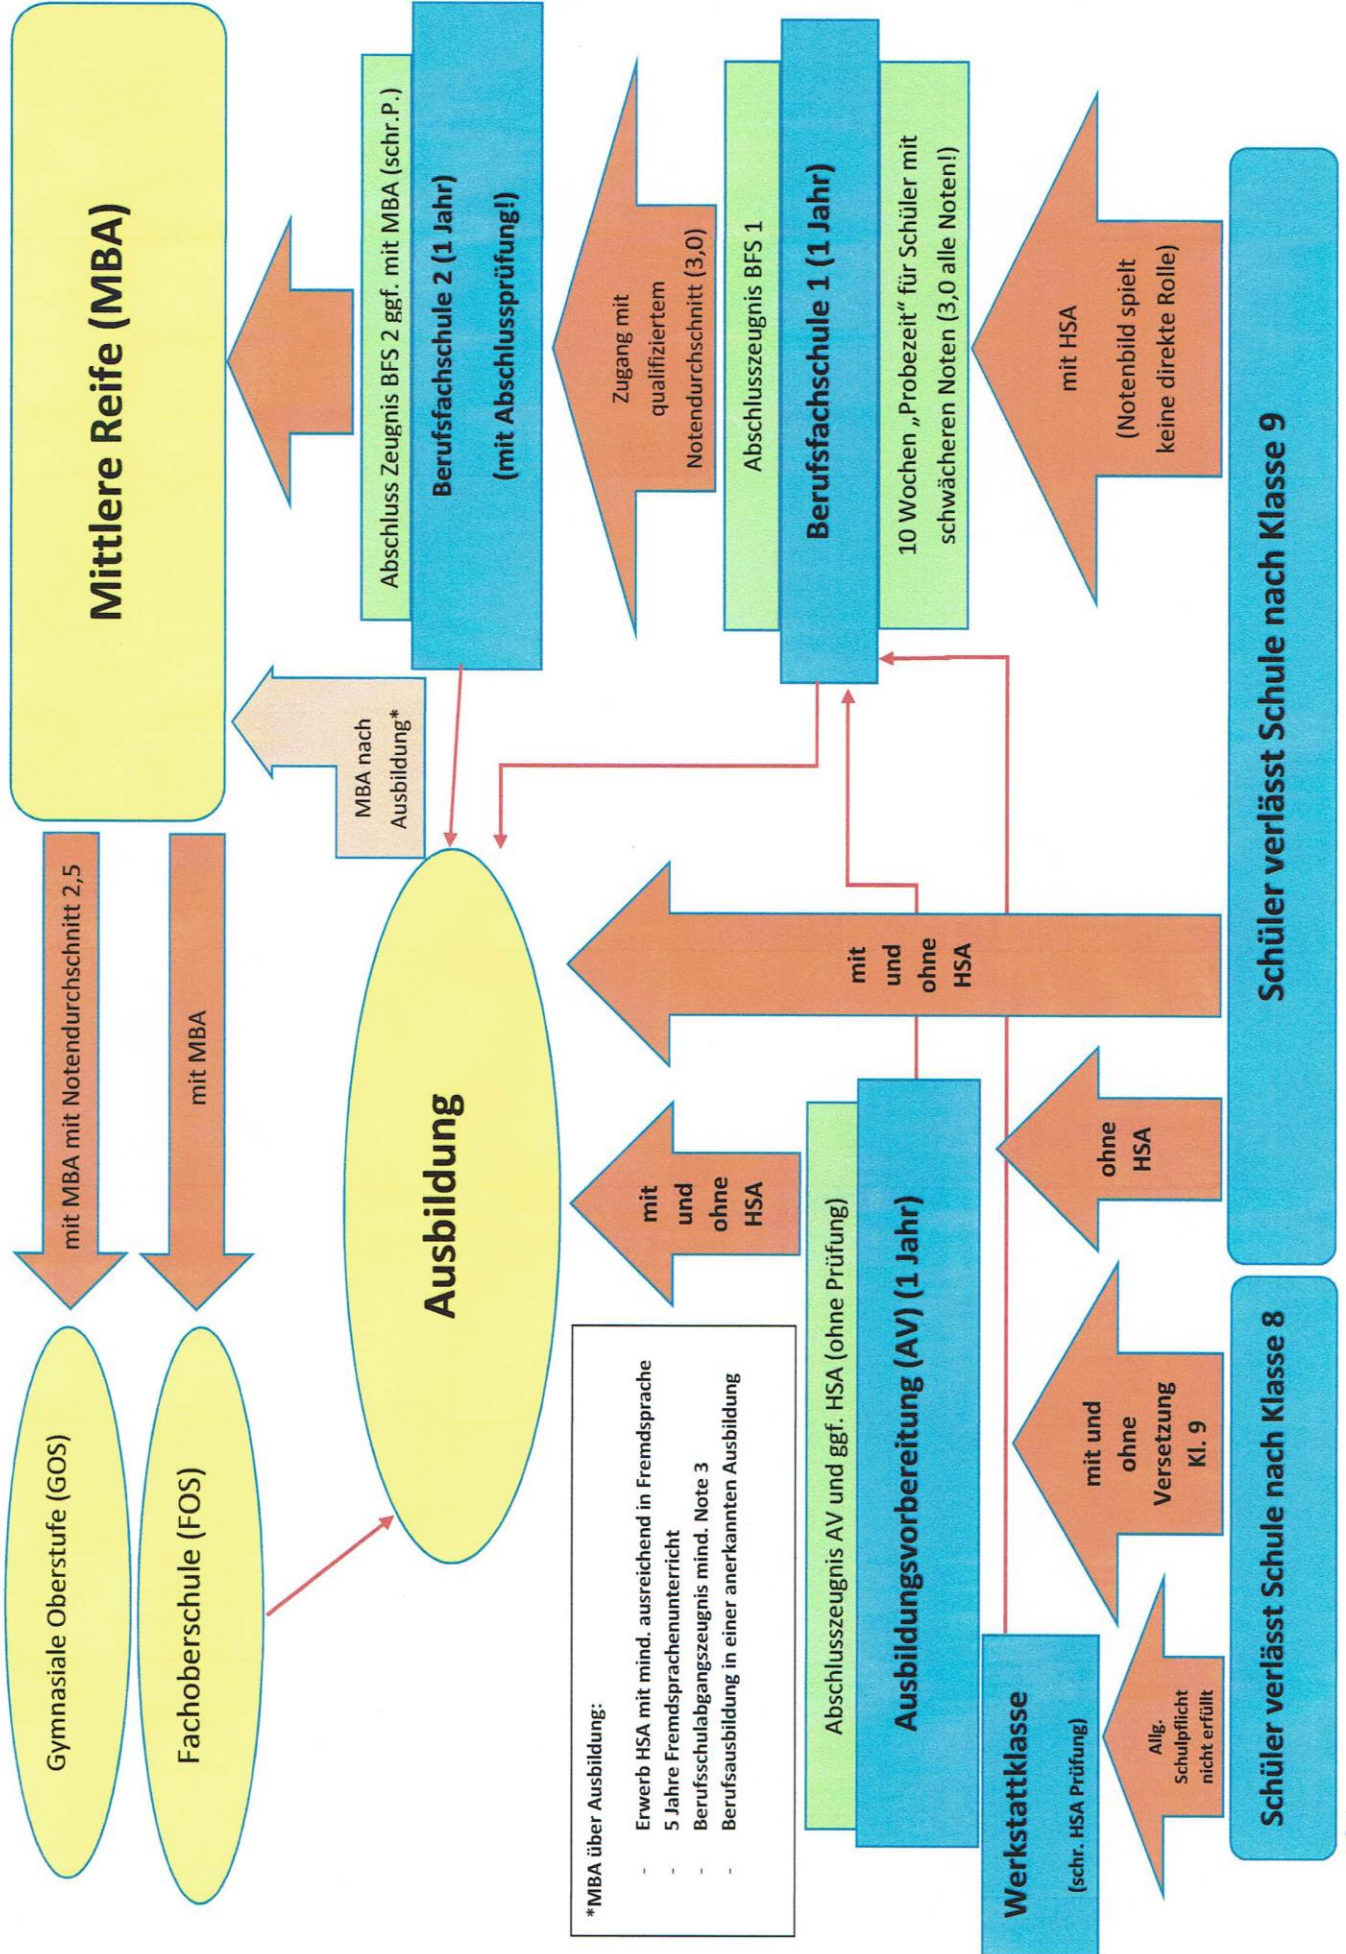 Gymnasiale Oberstufe (GOS)
mit MBA mit Notendurchschnitt 2,5
Fachoberschule (FOS)
mit MBA
Mittlere Reife (MBA)
Ausbildung
MBA nach
Ausbildung*
Abschluss Zeugnis BFS 2 ggf. mit MBA (schr.P.)
Berufsfachschule 2 (1 Jahr)
(mit Abschlussprüfung!)
*MBA über Ausbildung:
- Erwerb HSA mit mind. ausreichend in Fremdsprache
- 5 Jahre Fremdsprachenunterricht
- Berufsschulabgangszeugnis mind. Note 3
- Berufsausbildung in einer anerkannten Ausbildung
mit
und
ohne
HSA
Zugang mit
qualifiziertem
Notendurchschnitt (3,0)
Abschlusszeugnis AV und ggf. HSA (ohne Prüfung)
Ausbildungsvorbereitung (AV) (1 Jahr)
mit
und
ohne
HSA
Abschlusszeugnis BFS 1
Berufsfachschule 1 (1 Jahr)
10 Wochen „Probezeit“ für Schüler mit
schwächeren Noten (3,0 alle Noten!)
Werkstattklasse
(schr. HSA Prüfung)
Allg.
Schulpflicht
nicht erfüllt
mit und
ohne
Versetzung
Kl. 9
ohne
HSA
mit HSA
(Notenbild spielt
keine direkte Rolle)
Schüler verlässt Schule nach Klasse 8
Schüler verlässt Schule nach Klasse 9